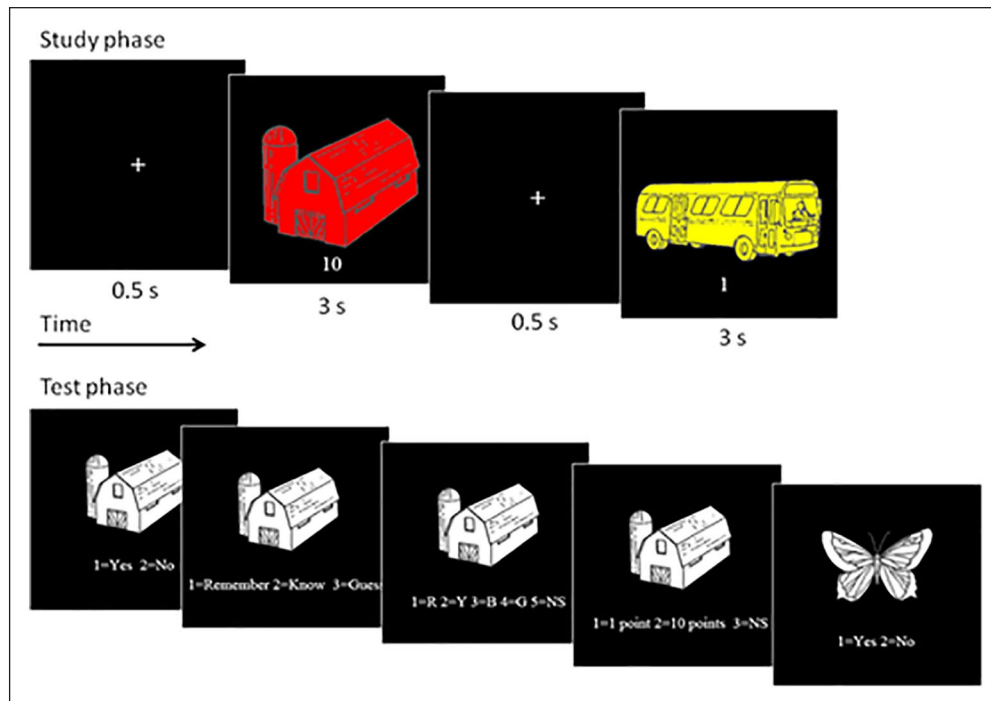 Study phase
+
10
+
1
0.5 s
3 s
0.5 s
3 s
Time
Test phase
1=Yes 2=No
1=Remember 2=Know 3=Guess
1=R 2=Y 3=B 4=G 5=NS
1=1 point 2=10 points 3=NS
1=Yes 2=No